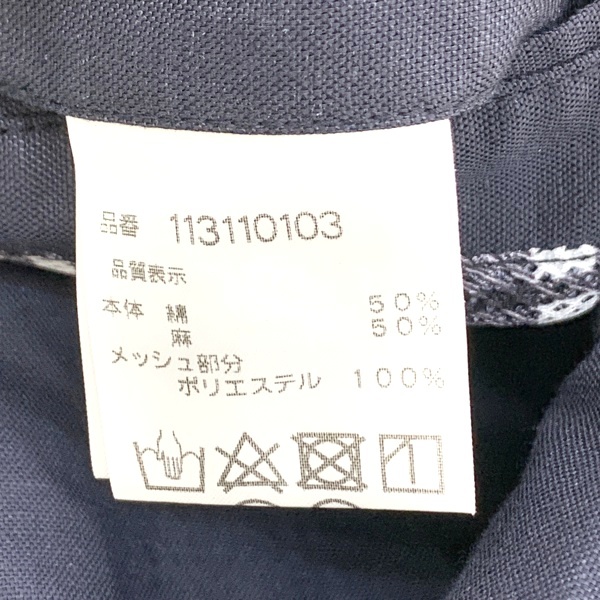 品番 113110103
品質表示
本体 綿 50%
麻 50%
メッシュ部分
ポリエステル 100%